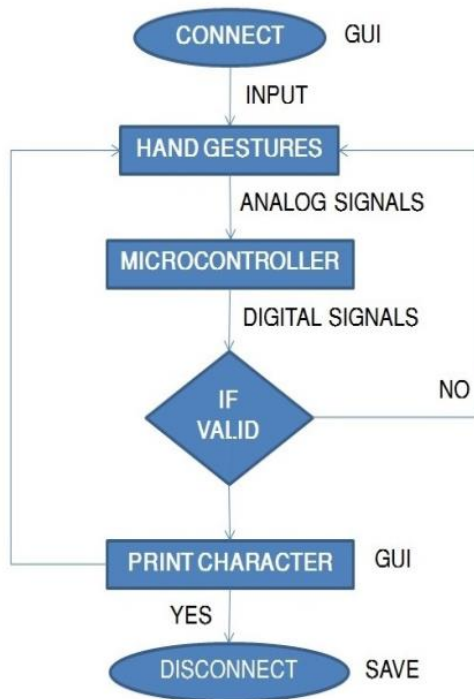 CONNECT GUI
INPUT
HAND GESTURES
ANALOG SIGNALS
MICROCONTROLLER
DIGITAL SIGNALS
IF
VALID
NO
PRINT CHARACTER GUI
YES
DISCONNECT SAVE